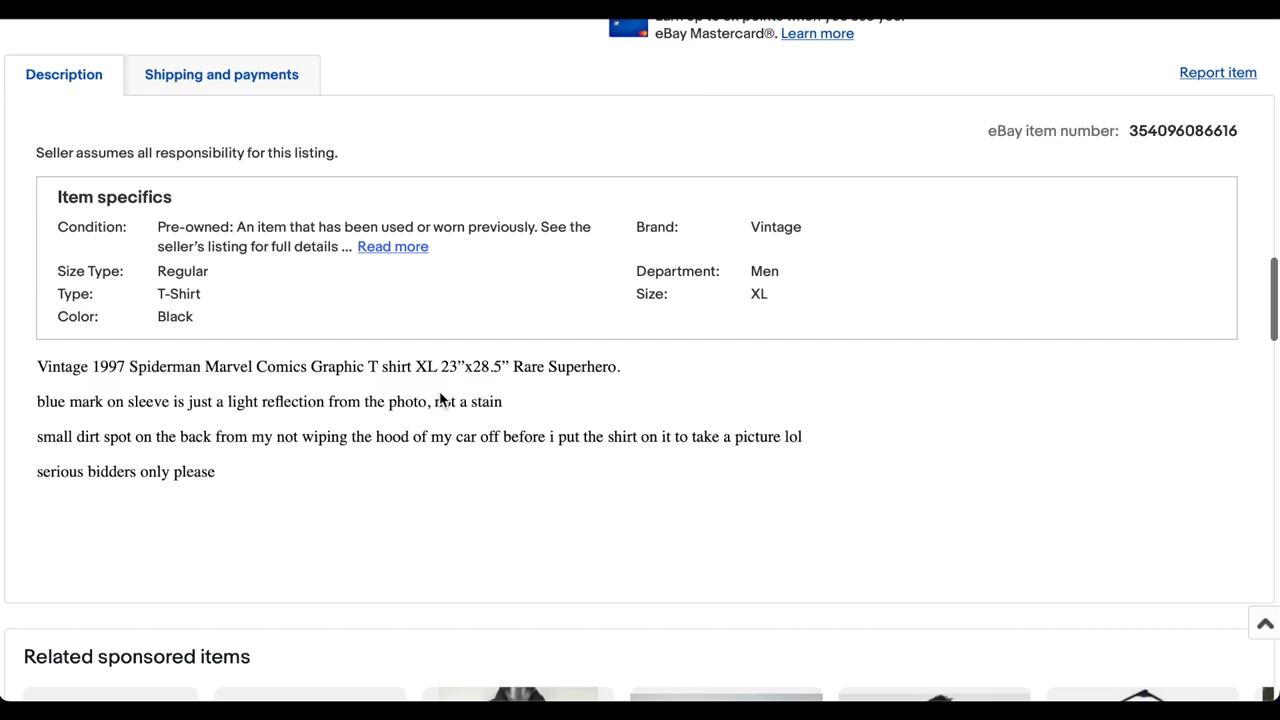 eBay Mastercard®. Learn more
Description
Shipping and payments
Report item
eBay item number: 354096086616
Seller assumes all responsibility for this listing.
Item specifics
Condition: Pre-owned: An item that has been used or worn previously. See the
seller's listing for full details ... Read more
Brand: Vintage
Size Type: Regular
Department: Men
Type: T-Shirt
Size: XL
Color: Black
Vintage 1997 Spiderman Marvel Comics Graphic T shirt XL 23”x28.5” Rare Superhero.
blue mark on sleeve is just a light reflection from the photo, not a stain
small dirt spot on the back from my not wiping the hood of my car off before i put the shirt on it to take a picture lol
serious bidders only please
Related sponsored items